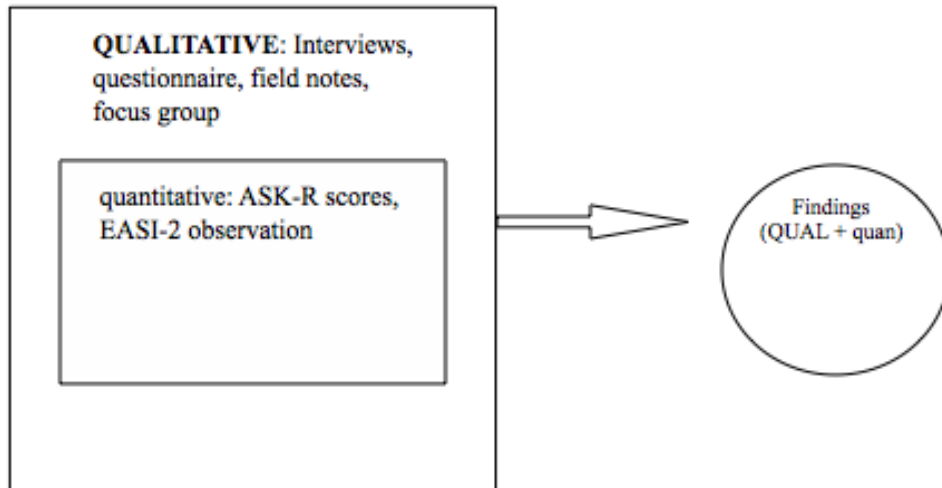 QUALITATIVE: Interviews,
questionnaire, field notes,
focus group
quantitative: ASK-R scores,
EASI-2 observation
Findings
(QUAL + quan)